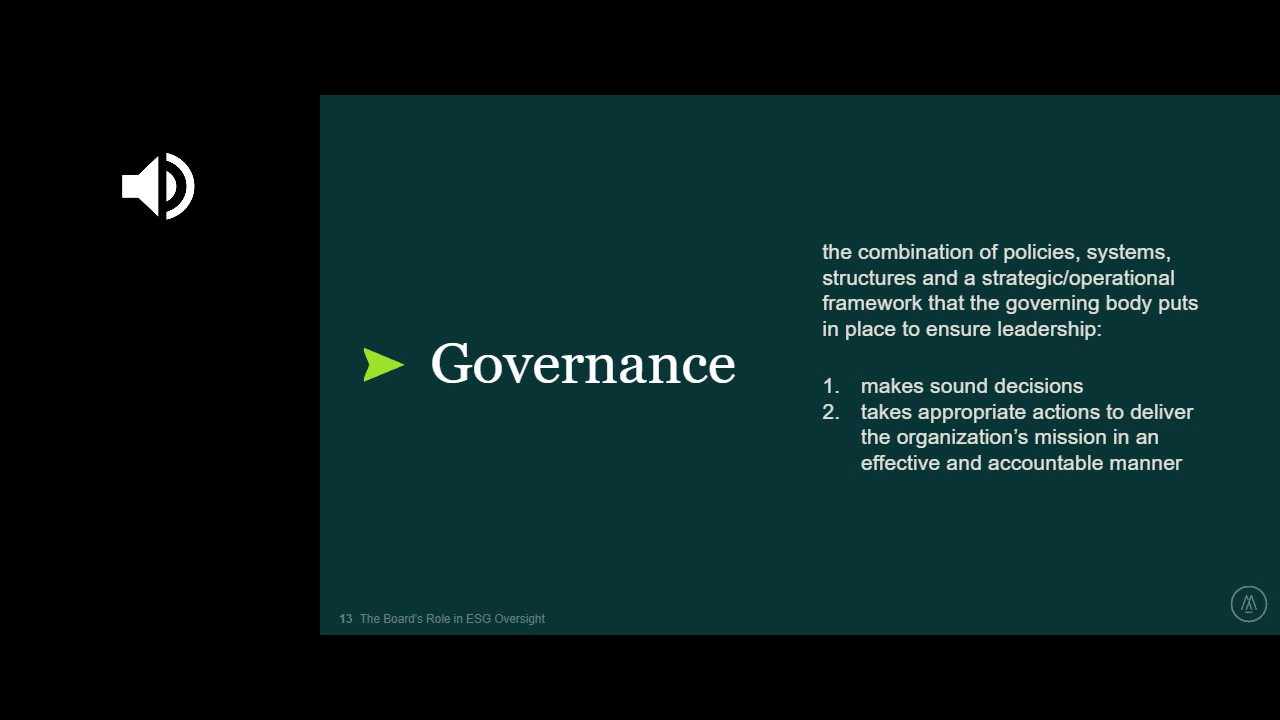 Governance
the combination of policies, systems,
structures and a strategic/operational
framework that the governing body puts
in place to ensure leadership:
1. makes sound decisions
2. takes appropriate actions to deliver
the organization’s mission in an
effective and accountable manner
13 The Board's Role in ESG Oversight